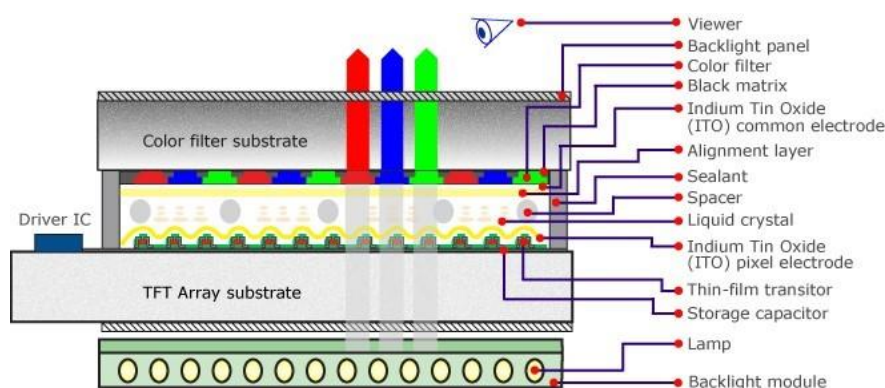 Viewer
Backlight panel
Color filter
Black matrix
Indium Tin Oxide
(ITO) common electrode
Alignment layer
Sealant
Spacer
Liquid crystal
Indium Tin Oxide
(ITO) pixel electrode
Thin-film transitor
Storage capacitor
Lamp
Backlight module
Color filter substrate
Driver IC
TFT Array substrate